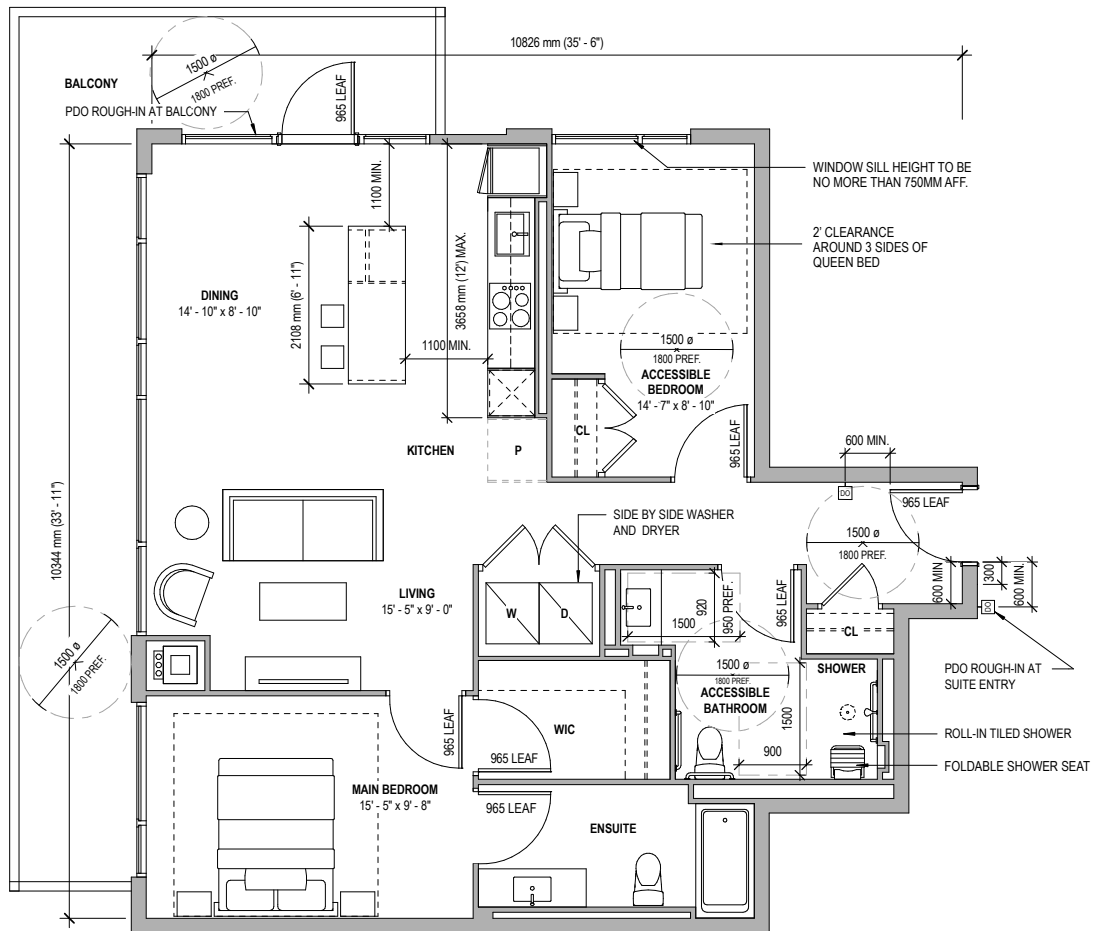 10826 mm (35' - 6")
1500 ø
1800 PREF.
BALCONY
965 LEAF
PDO ROUGH-IN AT BALCONY
WINDOW SILL HEIGHT TO BE
NO MORE THAN 750MM AFF.
1100 MIN.
2' CLEARANCE
AROUND 3 SIDES OF
QUEEN BED
DINING
14' - 10" x 8' - 10"
2108 mm (6' - 11")
3658 mm (12') MAX.
1100 MIN.
1500 ø
1800 PREF.
ACCESSIBLE
BEDROOM
14' - 7" x 8' - 10"
CL
965 LEAF
KITCHEN
P
600 MIN.
DO
965 LEAF
1500 ø
1800 PREF.
600 MIN.
300
600 MIN.
DO
SIDE BY SIDE WASHER
AND DRYER
10344 mm (33' - 11")
LIVING
15' - 5" x 9' - 0"
W
D
920
950 PREF.
1500
965 LEAF
CL
1500 ø
1800 PREF.
1500 ø
1800 PREF.
ACCESSIBLE
BATHROOM
SHOWER
1500
900
PDO ROUGH-IN AT
SUITE ENTRY
ROLL-IN TILED SHOWER
FOLDABLE SHOWER SEAT
WIC
965 LEAF
965 LEAF
MAIN BEDROOM
15' - 5" x 9' - 8"
965 LEAF
ENSUITE